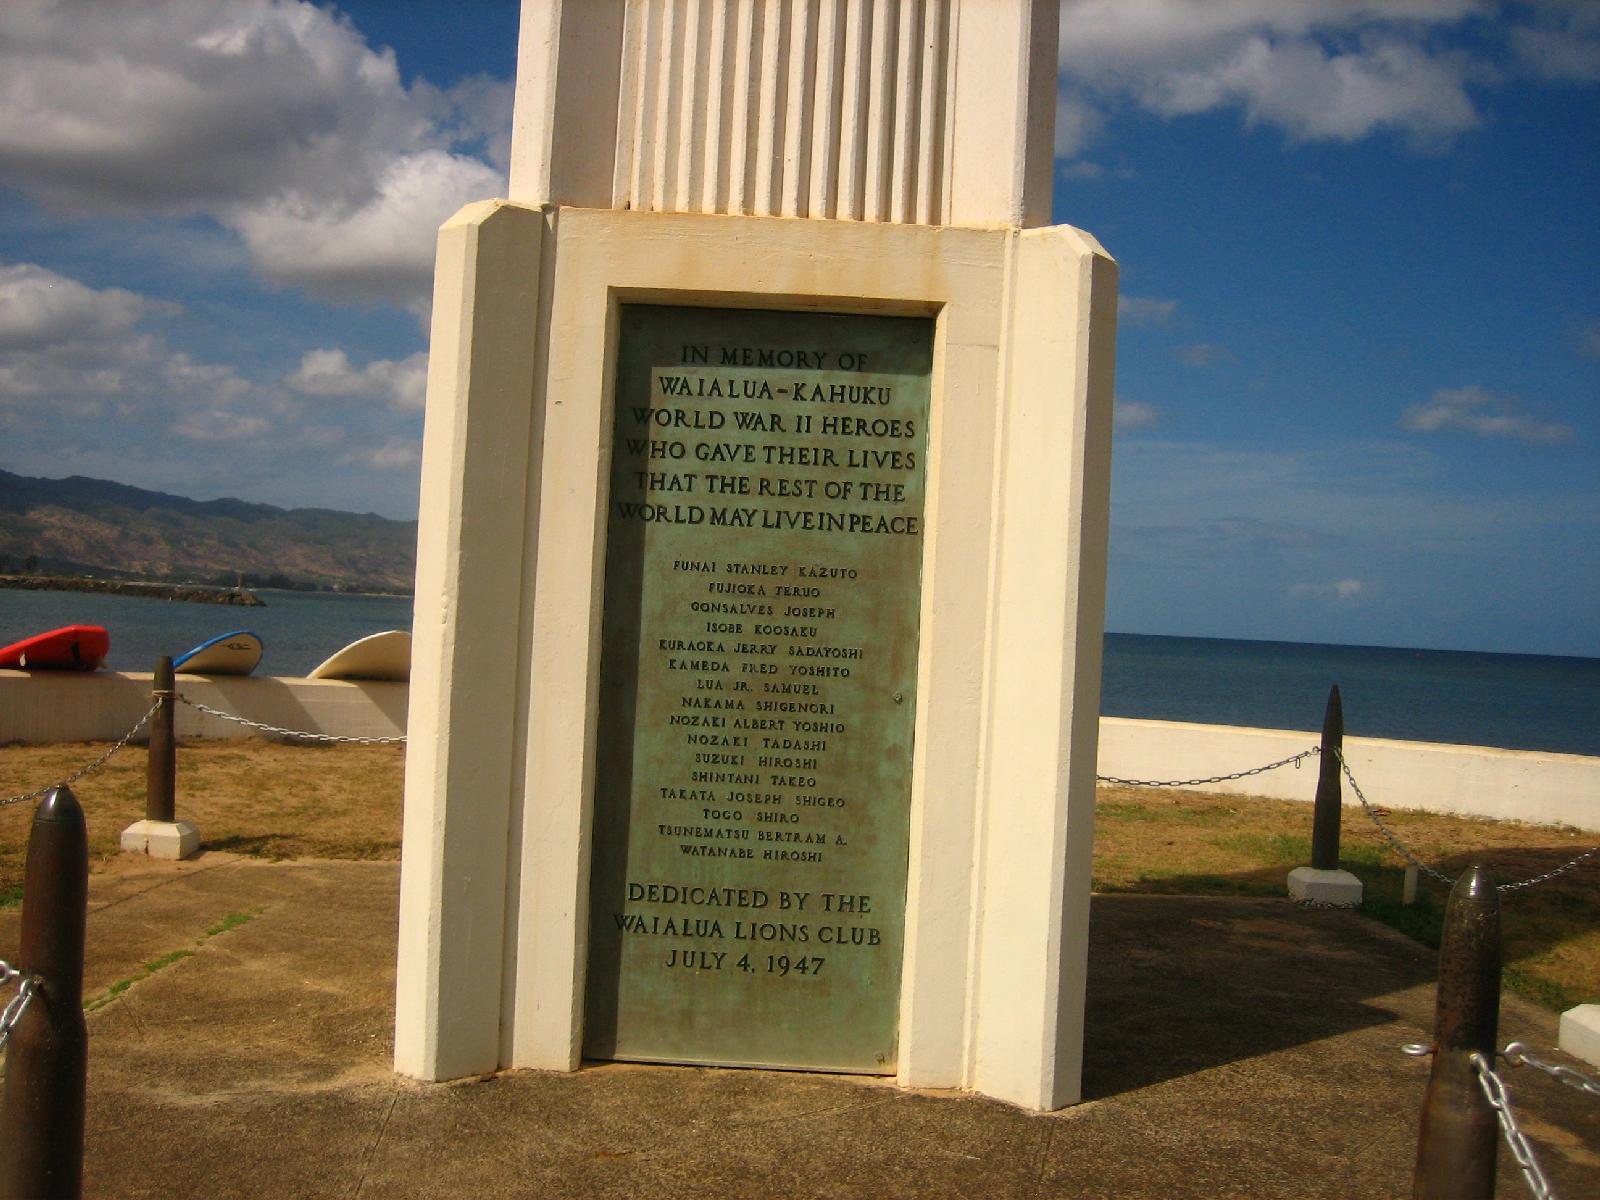 IN MEMORY OF
WAIALUA-KAHUKU
WORLD WAR II HEROES
WHO GAVE THEIR LIVES
THAT THE REST OF THE
WORLD MAY LIVE IN PEACE
FUNAI STANLEY KAZUTO
FUJIOKA TERUO
GONSALVES JOSEPH
ISOBE KOOSAKU
KURAOKA JERRY SADAYOSHI
KAMEDA FRED YOSHITO
LUA JR. SAMUEL
NAKAMA SHIGENORI
NOZAKI ALBERT YOSHIO
NOZAKI TADASHI
SUZUKI HIROSHI
SHINTANI TAKEO
TAKATA JOSEPH SHIGEO
TOGO SHIRO
TSUNEMATSU BERTRAM A.
WATANABE HIROSHI
DEDICATED BY THE
WAIALUA LIONS CLUB
JULY 4, 1947